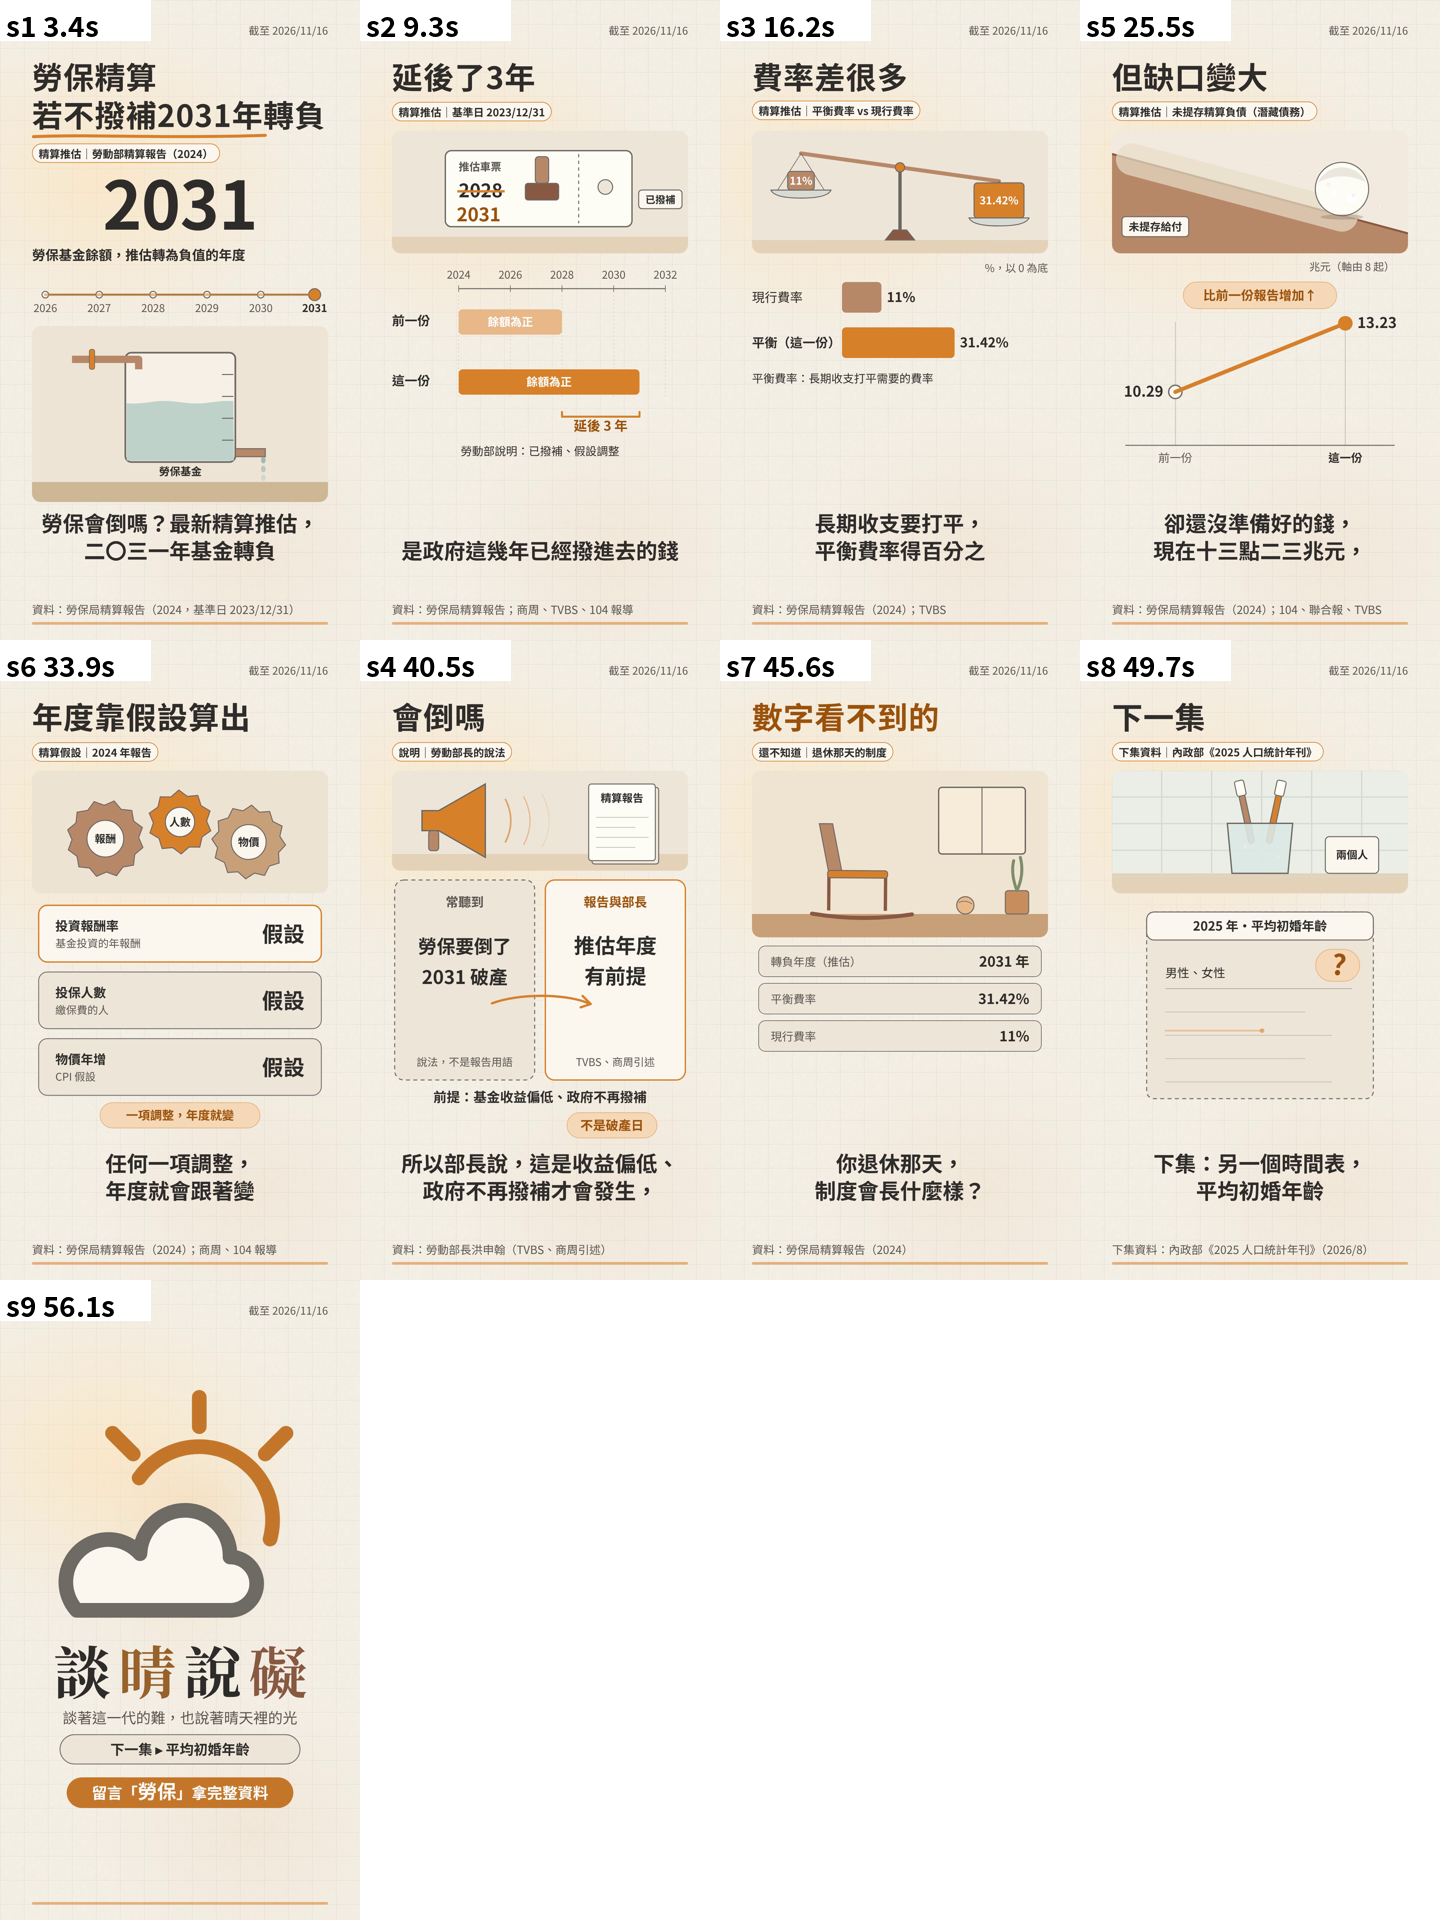 s1 3.4s
截至 2026/11/16
勞保精算
若不撥補2031年轉負
精算推估｜勞動部精算報告（2024）
2031
勞保基金餘額，推估轉為負值的年度
2026 2027 2028 2029 2030 2031
勞保基金
勞保會倒嗎？最新精算推估，
二〇三一年基金轉負
資料：勞保局精算報告（2024，基準日 2023/12/31）
s2 9.3s
截至 2026/11/16
延後了3年
精算推估｜基準日 2023/12/31
推估車票
2028
2031
已撥補
2024 2026 2028 2030 2032
前一份
餘額為正
這一份
餘額為正
延後 3 年
勞動部說明：已撥補、假設調整
是政府這幾年已經撥進去的錢
資料：勞保局精算報告；商周、TVBS、104 報導
s3 16.2s
截至 2026/11/16
費率差很多
精算推估｜平衡費率 vs 現行費率
11%
31.42%
%，以 0 為底
現行費率
11%
平衡（這一份）
31.42%
平衡費率：長期收支打平需要的費率
長期收支要打平，
平衡費率得百分之
資料：勞保局精算報告（2024）；TVBS
s5 25.5s
截至 2026/11/16
但缺口變大
精算推估｜未提存精算負債（潛藏債務）
未提存給付
兆元（軸由 8 起）
比前一份報告增加↑
13.23
10.29
前一份
這一份
卻還沒準備好的錢，
現在十三點二三兆元，
資料：勞保局精算報告（2024）；104、聯合報、TVBS
s6 33.9s
截至 2026/11/16
年度靠假設算出
精算假設｜2024 年報告
報酬
人數
物價
投資報酬率
基金投資的年報酬
假設
投保人數
繳保費的人
假設
物價年增
CPI 假設
假設
一項調整，年度就變
任何一項調整，
年度就會跟著變
資料：勞保局精算報告（2024）；商周、104 報導
s4 40.5s
截至 2026/11/16
會倒嗎
說明｜勞動部長的說法
精算報告
常聽到
勞保要倒了
2031 破產
說法，不是報告用語
報告與部長
推估年度
有前提
TVBS、商周引述
前提：基金收益偏低、政府不再撥補
不是破產日
所以部長說，這是收益偏低、
政府不再撥補才會發生，
資料：勞動部長洪申翰（TVBS、商周引述）
s7 45.6s
截至 2026/11/16
數字看不到的
還不知道｜退休那天的制度
轉負年度（推估）
2031 年
平衡費率
31.42%
現行費率
11%
你退休那天，
制度會長什麼樣？
資料：勞保局精算報告（2024）
s8 49.7s
截至 2026/11/16
下一集
下集資料｜內政部《2025 人口統計年刊》
兩個人
2025 年・平均初婚年齡
男性、女性
?
下集：另一個時間表，
平均初婚年齡
下集資料：內政部《2025 人口統計年刊》（2026/8）
s9 56.1s
截至 2026/11/16
談晴說礙
談著這一代的難，也說著晴天裡的光
下一集 ▸ 平均初婚年齡
留言「勞保」拿完整資料